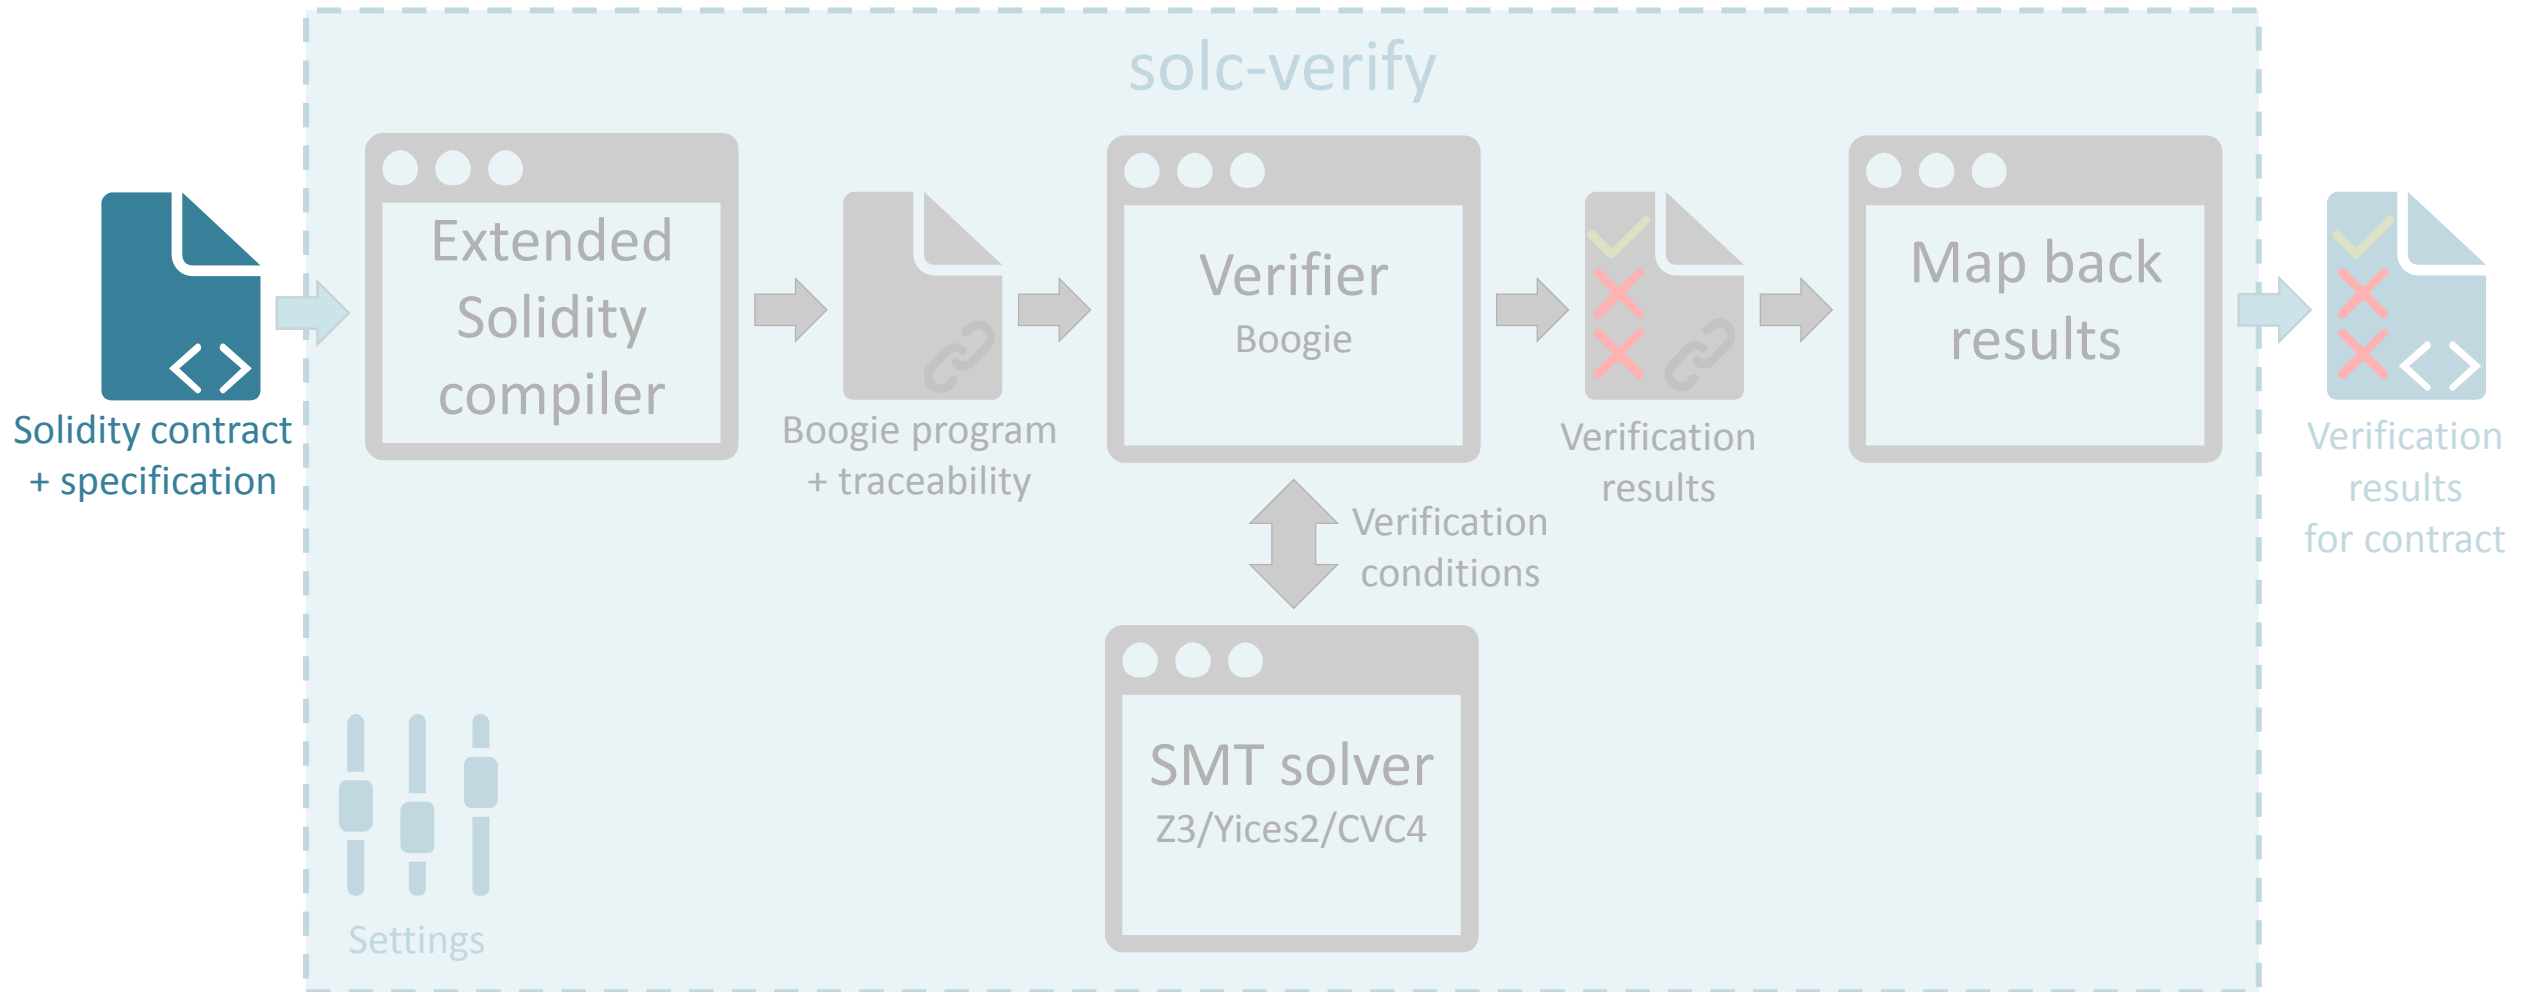 solc-verify
Extended
Solidity
compiler
Verifier
Boogie
Map back
results
Solidity contract
+ specification
Boogie program
+ traceability
Verification
results
Verification
results
for contract
Verification
conditions
SMT solver
Z3/Yices2/CVC4
Settings